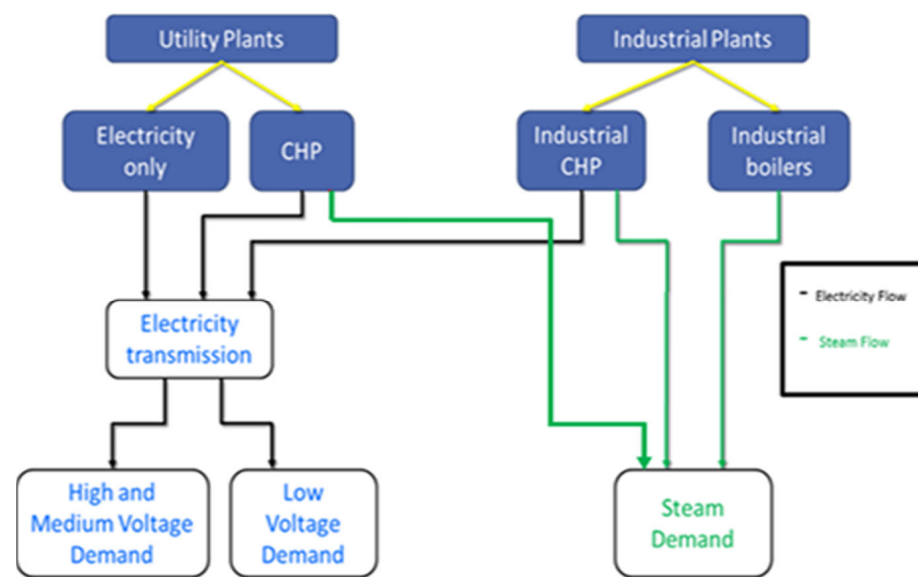 Utility Plants
Industrial Plants
Electricity
only
CHP
Industrial
CHP
Industrial
boilers
- Electricity Flow
- Steam Flow
Electricity
transmission
High and
Medium Voltage
Demand
Low
Voltage
Demand
Steam
Demand